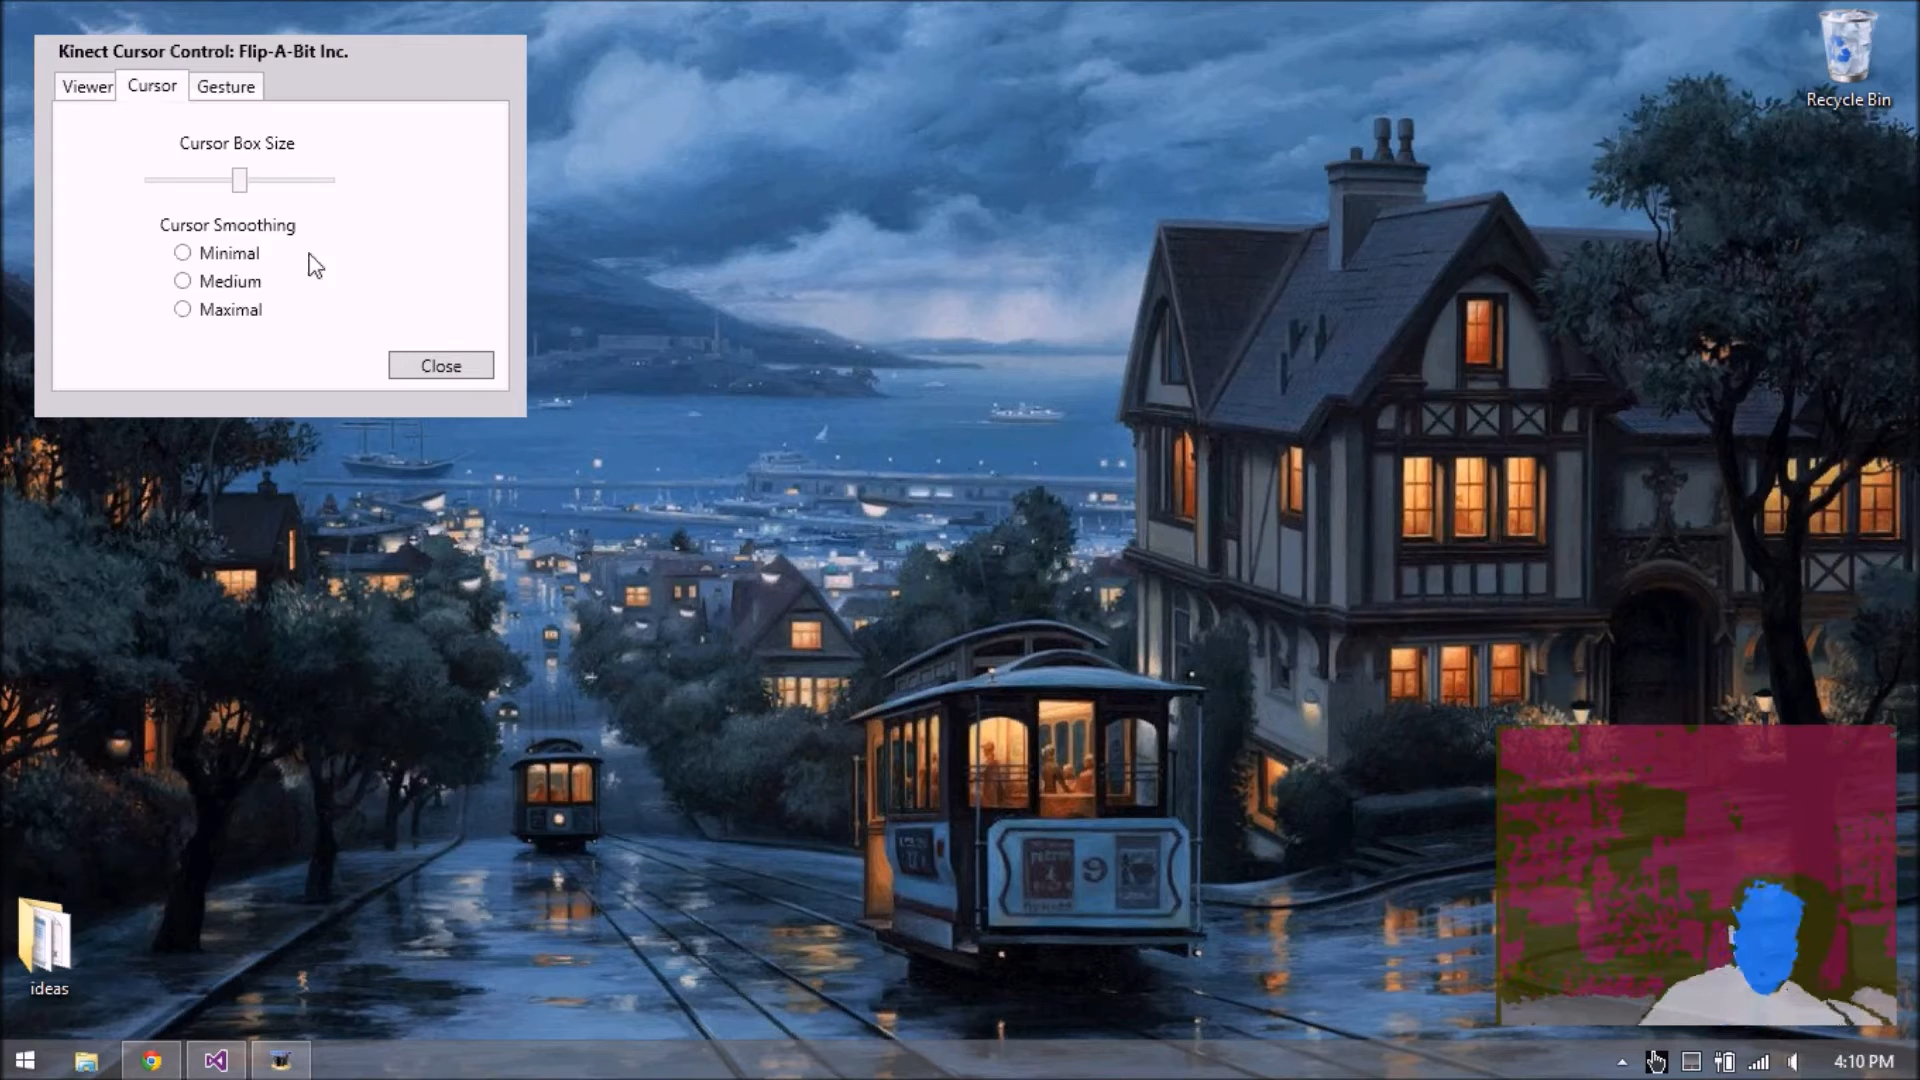 Kinect Cursor Control: Flip-A-Bit Inc.
Viewer
Cursor
Gesture
Cursor Box Size
Cursor Smoothing
Minimal
Medium
Maximal
Close
Recycle Bin
9
ideas
4:10 PM